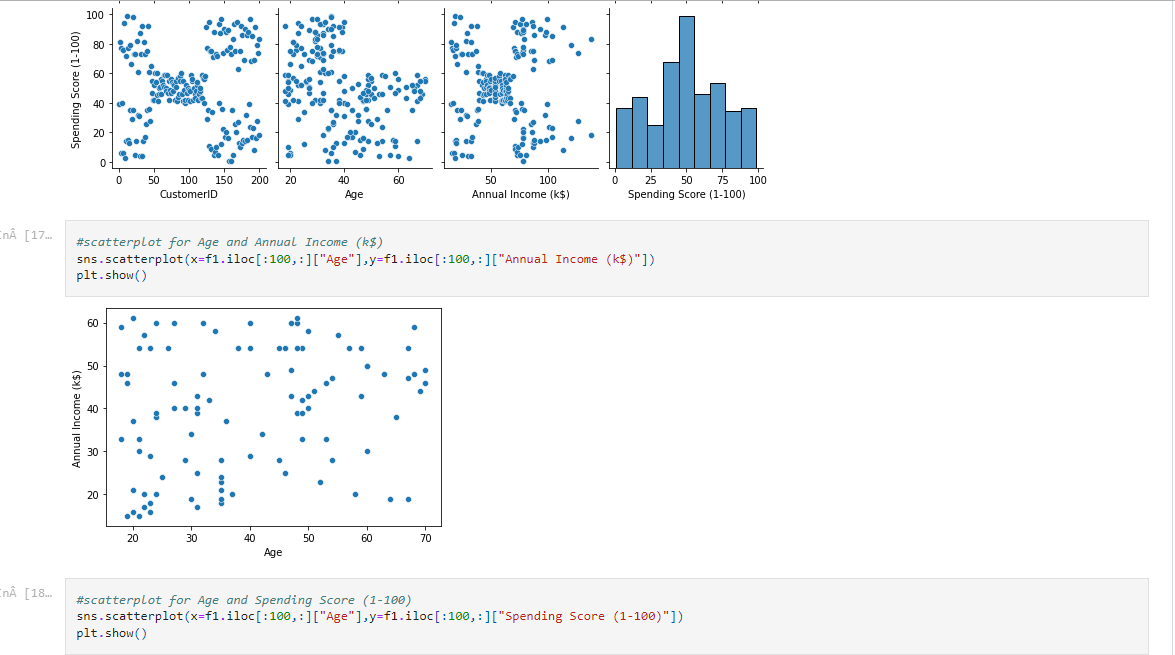 100
80
60
40
20
0
Spending Score (1-100)
0 50 100 150 200
CustomerID
20 40 60
Age
50 100
Annual Income (k$)
0 25 50 75 100
Spending Score (1-100)
nÂ [17…
#scatterplot for Age and Annual Income (k$)
sns.scatterplot(x=f1.iloc[:100,:]["Age"],y=f1.iloc[:100,:]["Annual Income (k$)"])
plt.show()
60
50
40
30
20
Annual Income (k$)
20 30 40 50 60 70
Age
nÂ [18…
#scatterplot for Age and Spending Score (1-100)
sns.scatterplot(x=f1.iloc[:100,:]["Age"],y=f1.iloc[:100,:]["Spending Score (1-100)"])
plt.show()